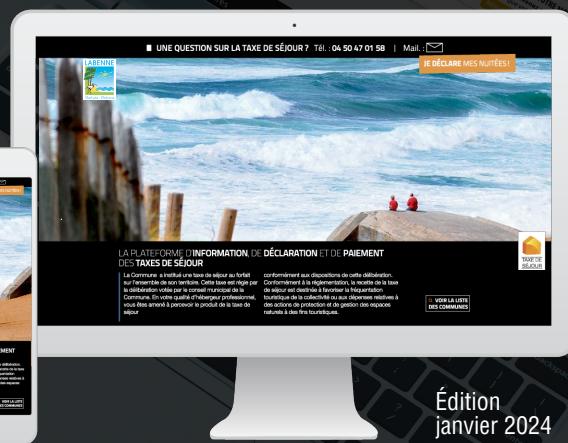 UNE QUESTION SUR LA TAXE DE SÉJOUR ? Tél. : 04 50 47 01 58 | Mail. :
LABENNE
JE DÉCLARE MES NUITÉES !
LA PLATEFORME D'INFORMATION, DE DÉCLARATION ET DE PAIEMENT
DES TAXES DE SÉJOUR
La Commune a institué une taxe de séjour au forfait
sur l'ensemble de son territoire. Cette taxe est régie par
la délibération votée par le conseil municipal de la
Commune. En votre qualité d'hébergeur professionnel,
vous êtes amené à percevoir le produit de la taxe de
séjour
conformément aux dispositions de cette délibération.
Conformément à la réglementation, la recette de la taxe
de séjour est destinée à favoriser la fréquentation
touristique de la collectivité ou aux dépenses relatives à
des actions de protection et de gestion des espaces
naturels à des fins touristiques.
TAXE DE
SÉJOUR
VOIR LA LISTE
DES COMMUNES
VOIR LA LISTE
DES COMMUNES
Édition
janvier 2024